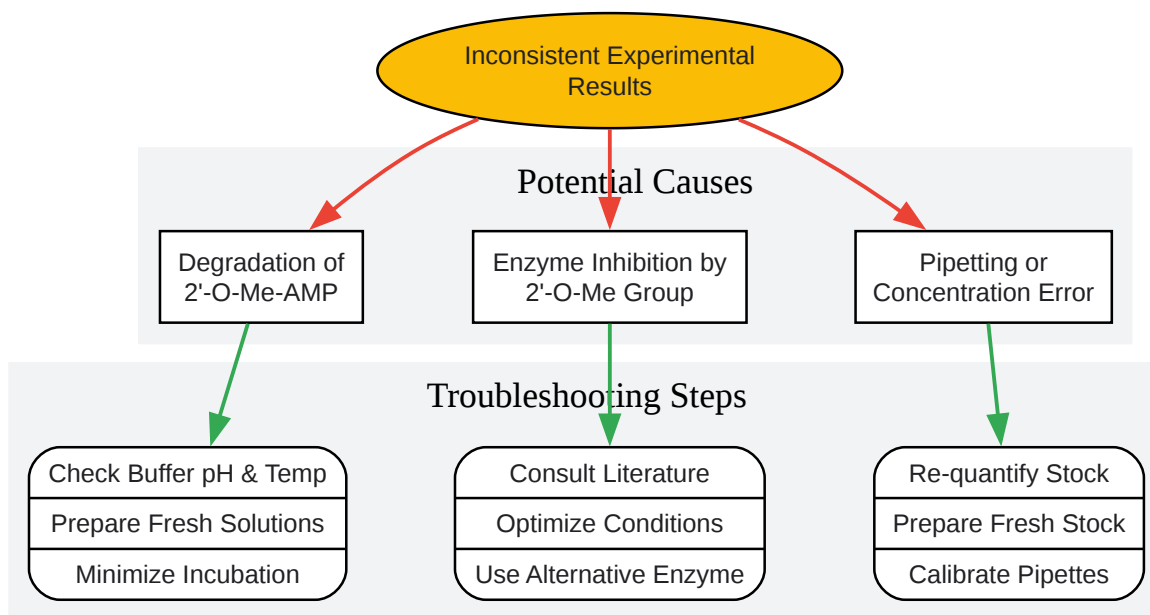 Inconsistent Experimental
Results
Potential Causes
Degradation of
2'-O-Me-AMP
Enzyme Inhibition by
2'-O-Me Group
Pipetting or
Concentration Error
Troubleshooting Steps
Check Buffer pH & Temp
Prepare Fresh Solutions
Minimize Incubation
Consult Literature
Optimize Conditions
Use Alternative Enzyme
Re-quantify Stock
Prepare Fresh Stock
Calibrate Pipettes